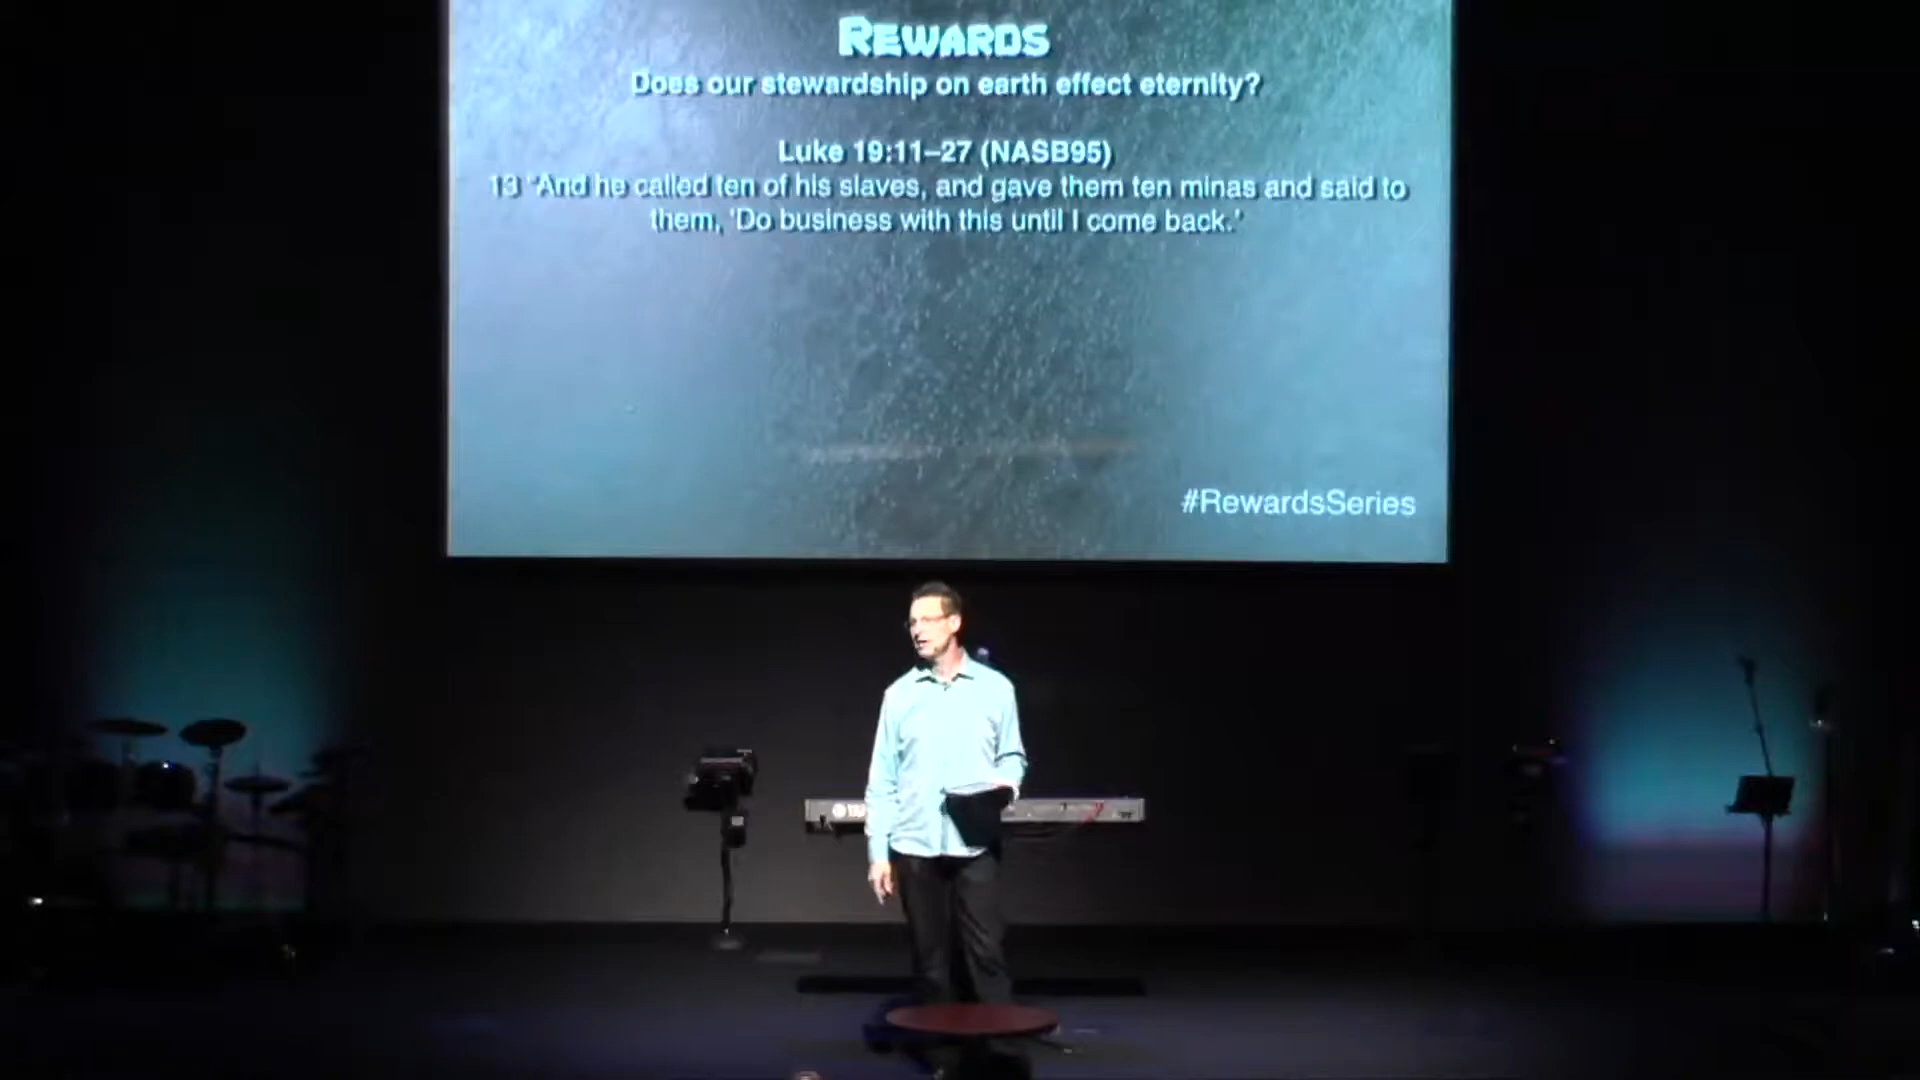 REWARDS
Does our stewardship on earth effect eternity?
Luke 19:11–27 (NASB95)
13 “And he called ten of his slaves, and gave them ten minas and said to
them, ‘Do business with this until I come back.’
#RewardsSeries